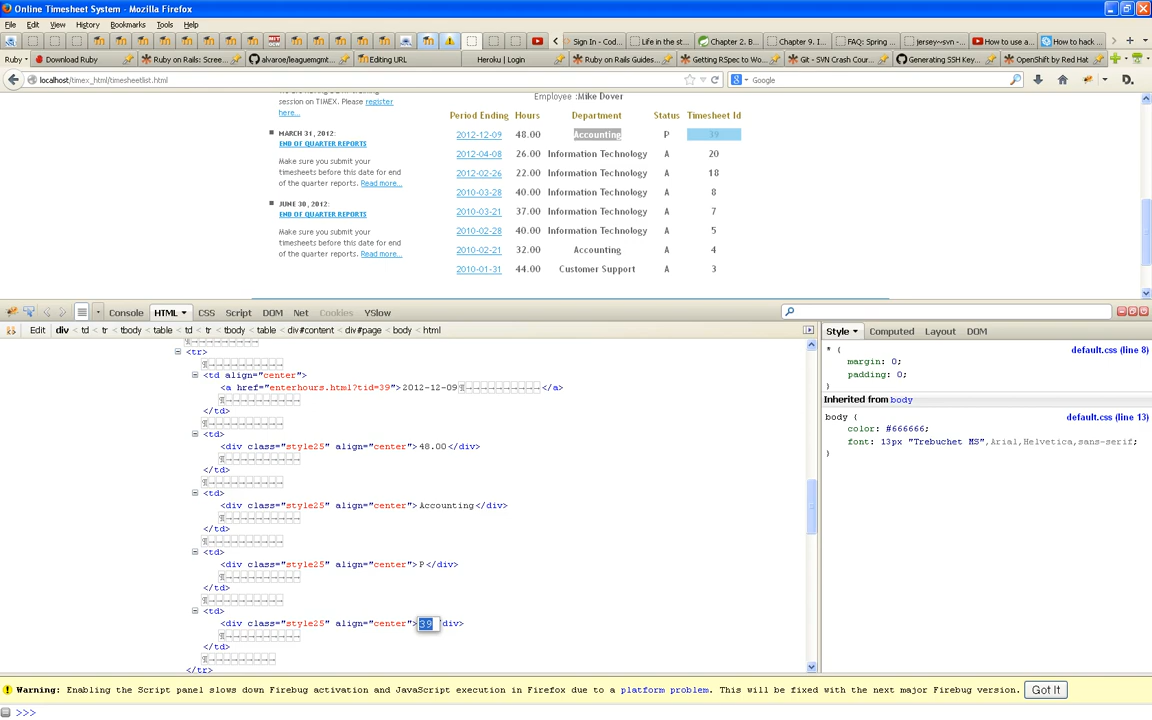 Online Timesheet System - Mozilla Firefox
File Edit View History Bookmarks Tools Help
Sign In - Cod... Life in the st... Chapter 2. B... Chapter 9. I... FAQ: Spring ... jersey~svn - ... How to use a... How to hack ...
Ruby Download Ruby Ruby on Rails: Scree... alvaroe/leaguemgmt... Editing URL Heroku | Login Ruby on Rails Guides... Getting RSpec to Wo... Git - SVN Crash Cour... Generating SSH Key... OpenShift by Red Hat
localhost/timex_html/timesheetlist.html Google
session on TIMEX. Please register
here...
MARCH 31, 2012:
END OF QUARTER REPORTS
Make sure you submit your
timesheets before this date for end
of the quarter reports. Read more...
JUNE 30, 2012:
END OF QUARTER REPORTS
Make sure you submit your
timesheets before this date for end
of the quarter reports. Read more...
Employee :Mike Dover
Period Ending Hours Department Status Timesheet Id
2012-12-09 48.00 Accounting P 39
2012-04-08 26.00 Information Technology A 20
2012-02-26 22.00 Information Technology A 18
2010-03-28 40.00 Information Technology A 8
2010-03-21 37.00 Information Technology A 7
2010-02-28 40.00 Information Technology A 5
2010-02-21 32.00 Accounting A 4
2010-01-31 44.00 Customer Support A 3
Console HTML CSS Script DOM Net Cookies YSlow
Edit div < td < tr < tbody < table < td < tr < tbody < table < div#content < div#page < body < html
<tr>
<td align="center">
<a href="enterhours.html?tid=39">2012-12-09 </a>
</td>
<td>
<div class="style25" align="center">48.00</div>
</td>
<td>
<div class="style25" align="center">Accounting</div>
</td>
<td>
<div class="style25" align="center">P</div>
</td>
<td>
<div class="style25" align="center">39 div>
</td>
</tr>
Style Computed Layout DOM
* { default.css (line 8)
margin: 0;
padding: 0;
}
Inherited from body
body { default.css (line 13)
color: #666666;
font: 13px "Trebuchet MS",Arial,Helvetica,sans-serif;
}
Warning: Enabling the Script panel slows down Firebug activation and JavaScript execution in Firefox due to a platform problem. This will be fixed with the next major Firebug version. Got It
>>>